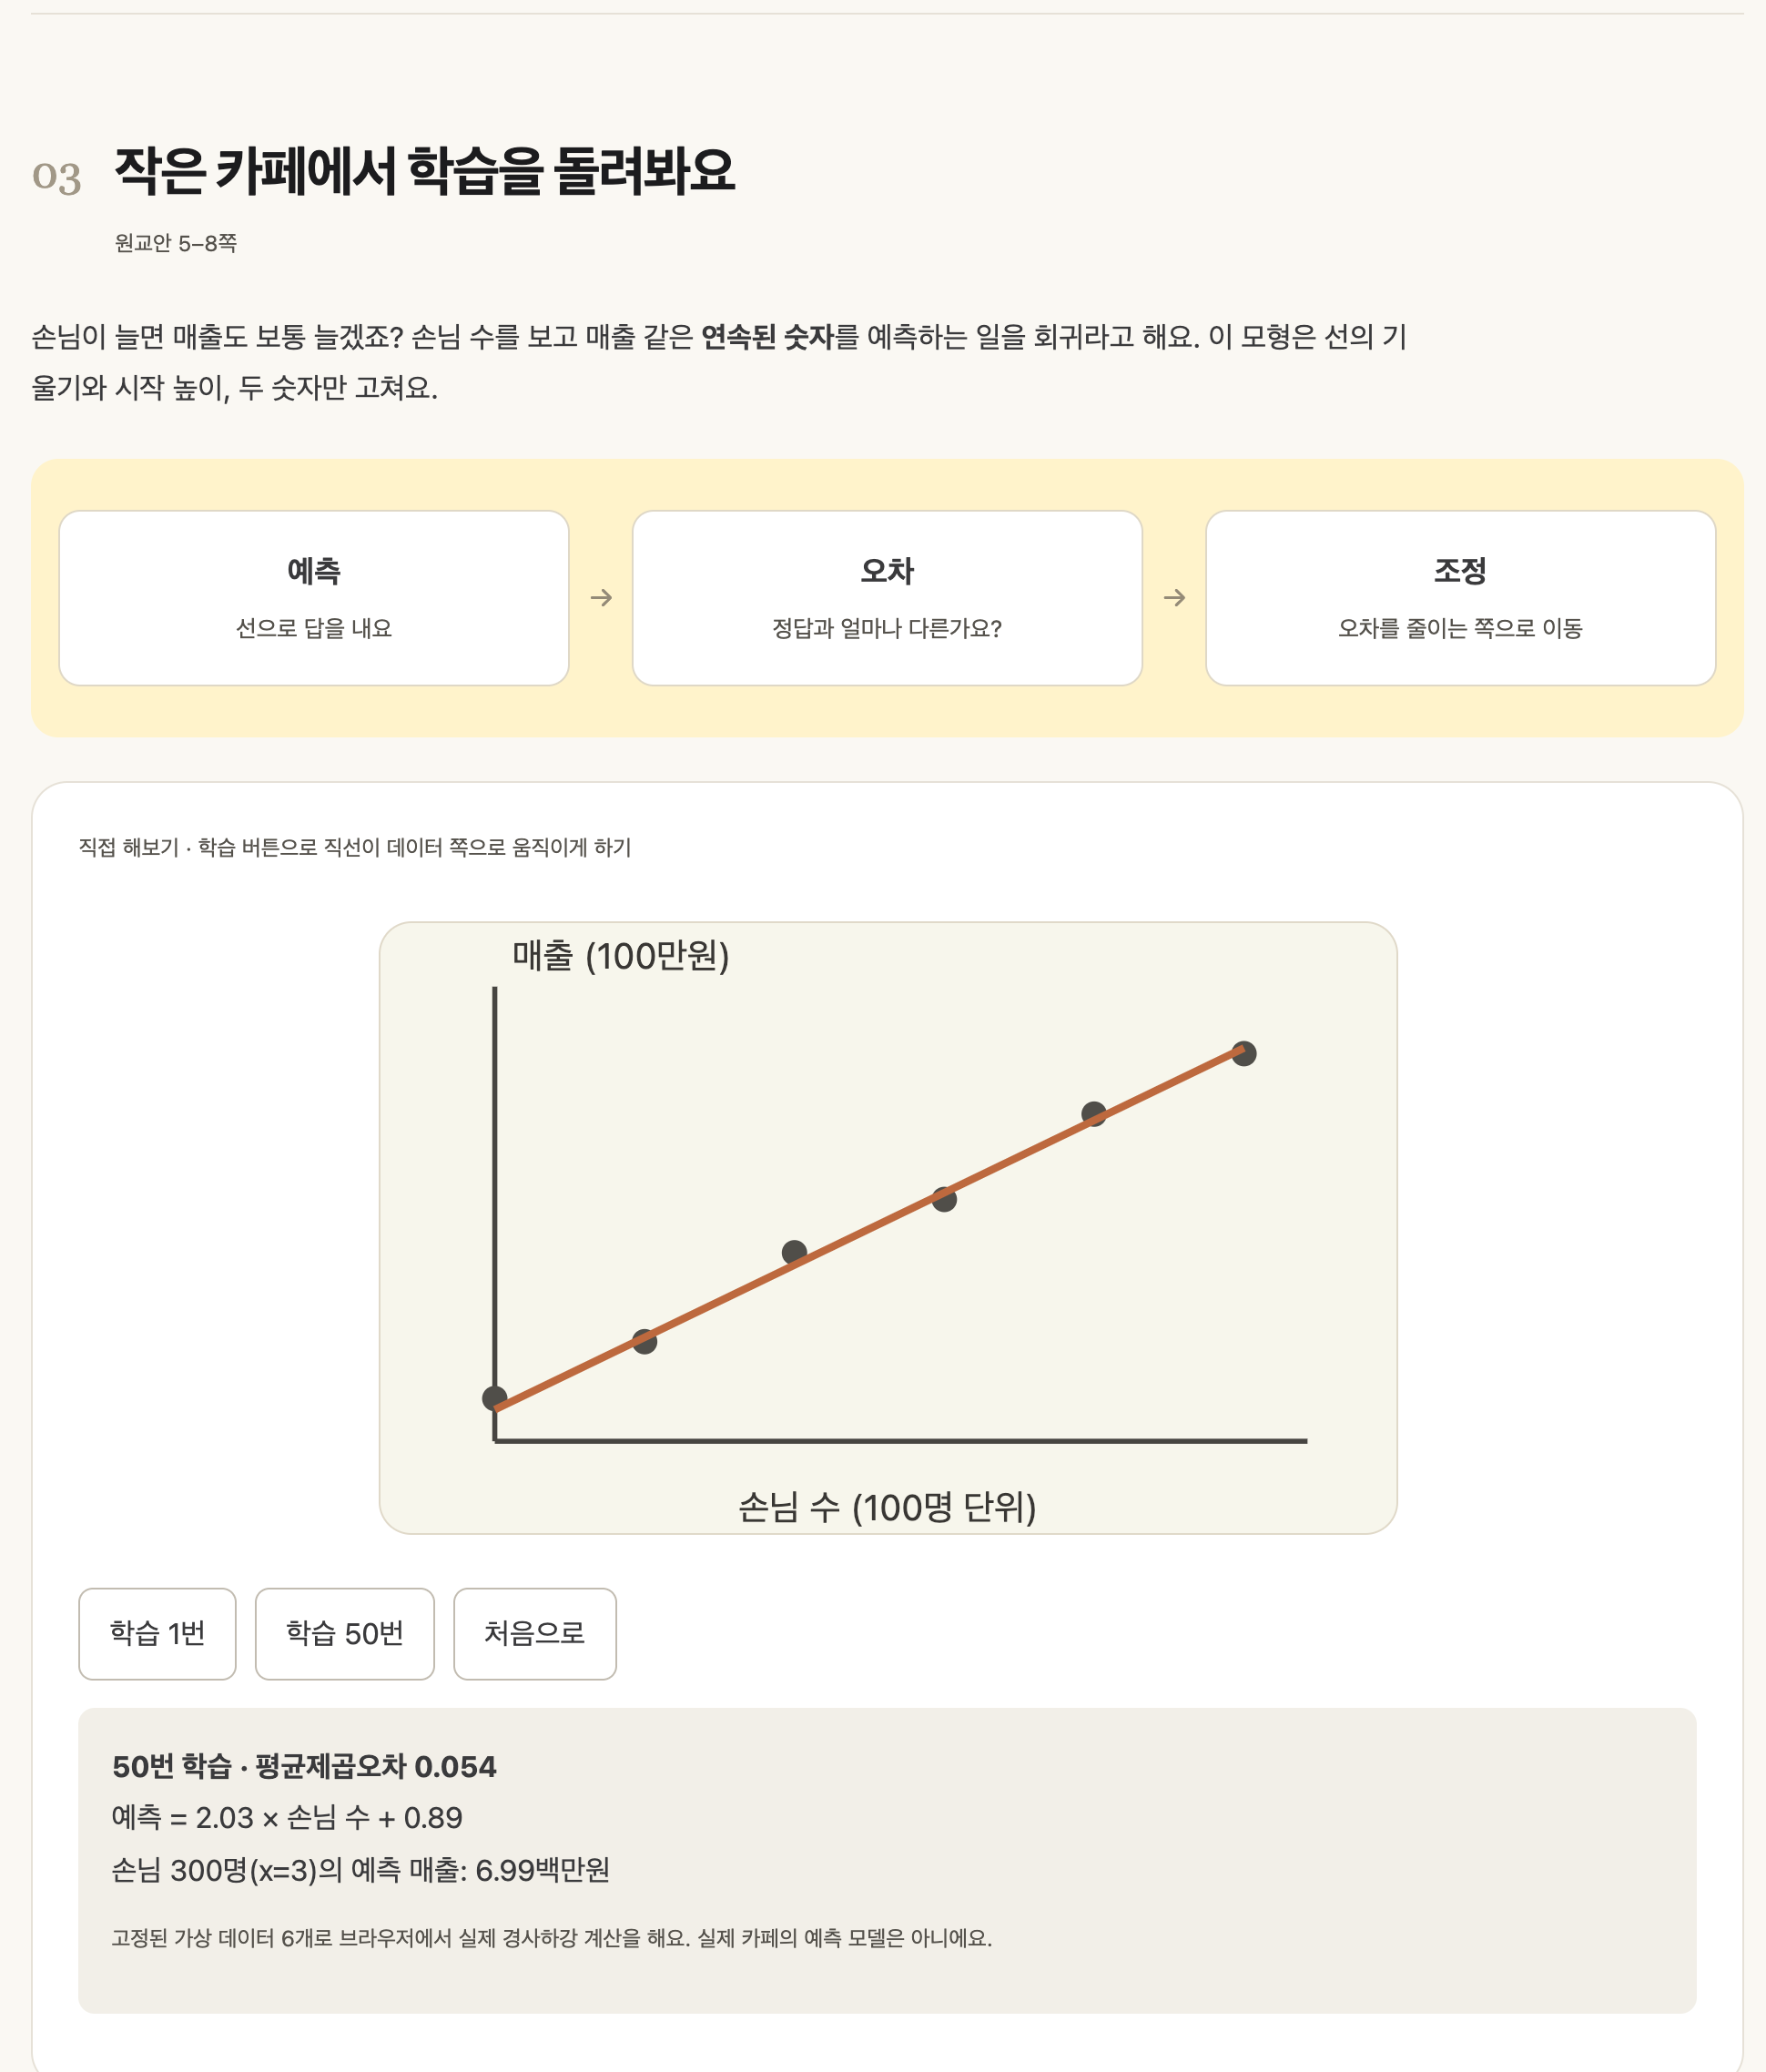 03 작은 카페에서 학습을 돌려봐요
원교안 5–8쪽
손님이 늘면 매출도 보통 늘겠죠? 손님 수를 보고 매출 같은 연속된 숫자를 예측하는 일을 회귀라고 해요. 이 모형은 선의 기
울기와 시작 높이, 두 숫자만 고쳐요.
예측
선으로 답을 내요
→
오차
정답과 얼마나 다른가요?
→
조정
오차를 줄이는 쪽으로 이동
직접 해보기 · 학습 버튼으로 직선이 데이터 쪽으로 움직이게 하기
매출 (100만원)
손님 수 (100명 단위)
학습 1번
학습 50번
처음으로
50번 학습 · 평균제곱오차 0.054
예측 = 2.03 × 손님 수 + 0.89
손님 300명(x=3)의 예측 매출: 6.99백만원
고정된 가상 데이터 6개로 브라우저에서 실제 경사하강 계산을 해요. 실제 카페의 예측 모델은 아니에요.